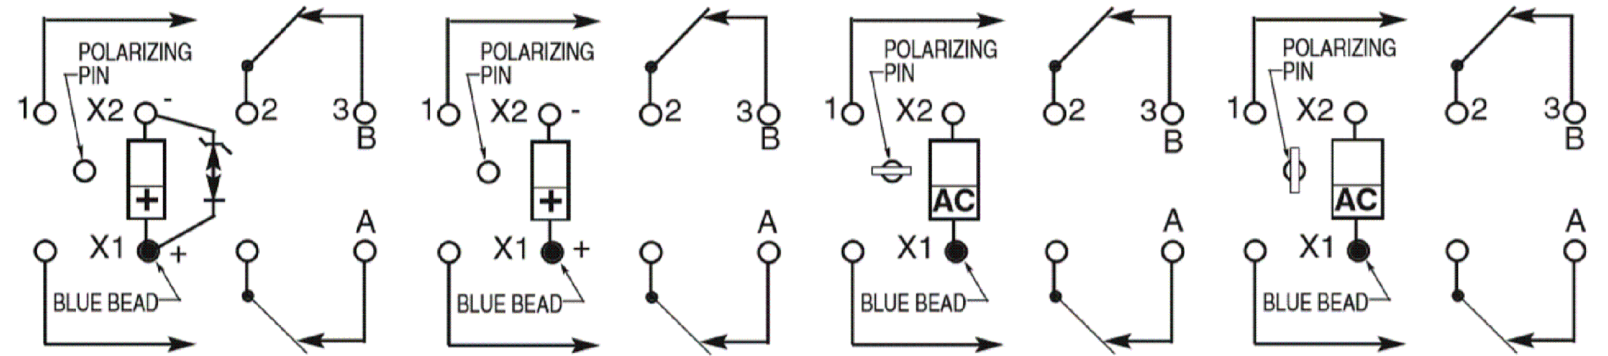 POLARIZING
PIN
1
X2
-
2
3
B
+
X1
+
A
BLUE BEAD
POLARIZING
PIN
1
X2
-
2
3
B
+
X1
+
A
BLUE BEAD
POLARIZING
PIN
1
X2
2
3
B
AC
X1
A
BLUE BEAD
POLARIZING
PIN
1
X2
2
3
B
AC
X1
A
BLUE BEAD